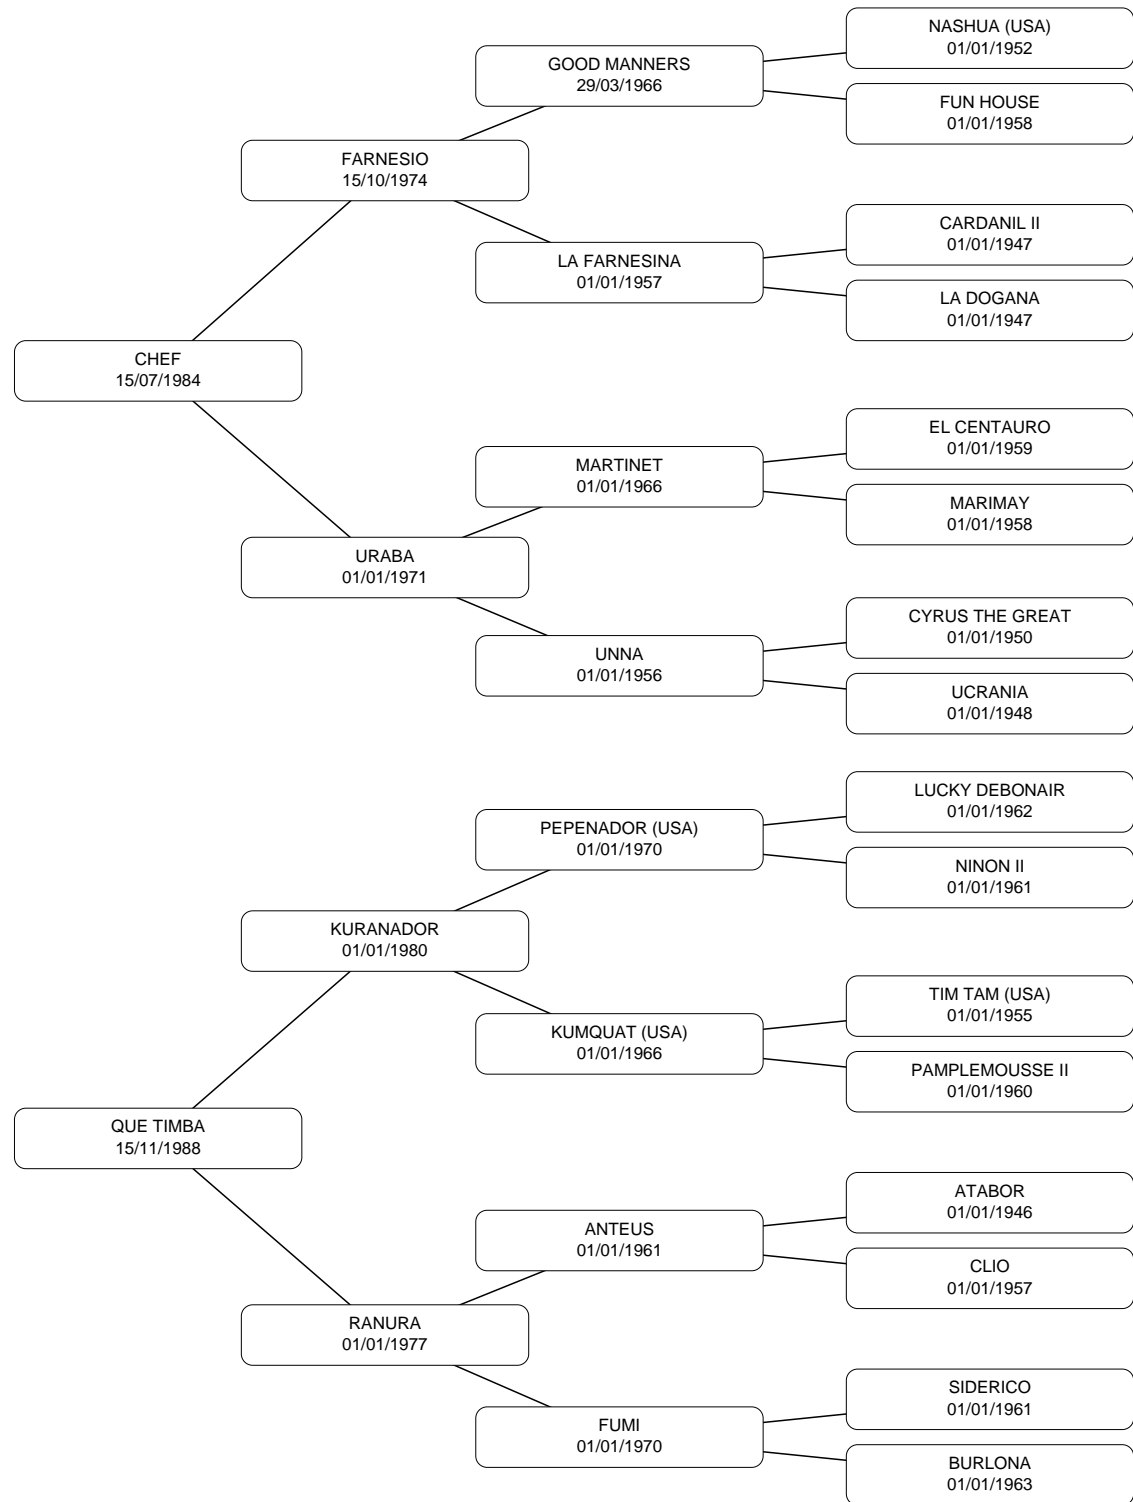 NASHUA (USA)
01/01/1952
GOOD MANNERS
29/03/1966
FUN HOUSE
01/01/1958
FARNESIO
15/10/1974
CARDANIL II
01/01/1947
LA FARNESINA
01/01/1957
LA DOGANA
01/01/1947
CHEF
15/07/1984
EL CENTAURO
01/01/1959
MARTINET
01/01/1966
MARIMAY
01/01/1958
URABA
01/01/1971
CYRUS THE GREAT
01/01/1950
UNNA
01/01/1956
UCRANIA
01/01/1948
LUCKY DEBONAIR
01/01/1962
PEPENADOR (USA)
01/01/1970
NINON II
01/01/1961
KURANADOR
01/01/1980
TIM TAM (USA)
01/01/1955
KUMQUAT (USA)
01/01/1966
PAMPLEMOUSSE II
01/01/1960
QUE TIMBA
15/11/1988
ATABOR
01/01/1946
ANTEUS
01/01/1961
CLIO
01/01/1957
RANURA
01/01/1977
SIDERICO
01/01/1961
FUMI
01/01/1970
BURLONA
01/01/1963